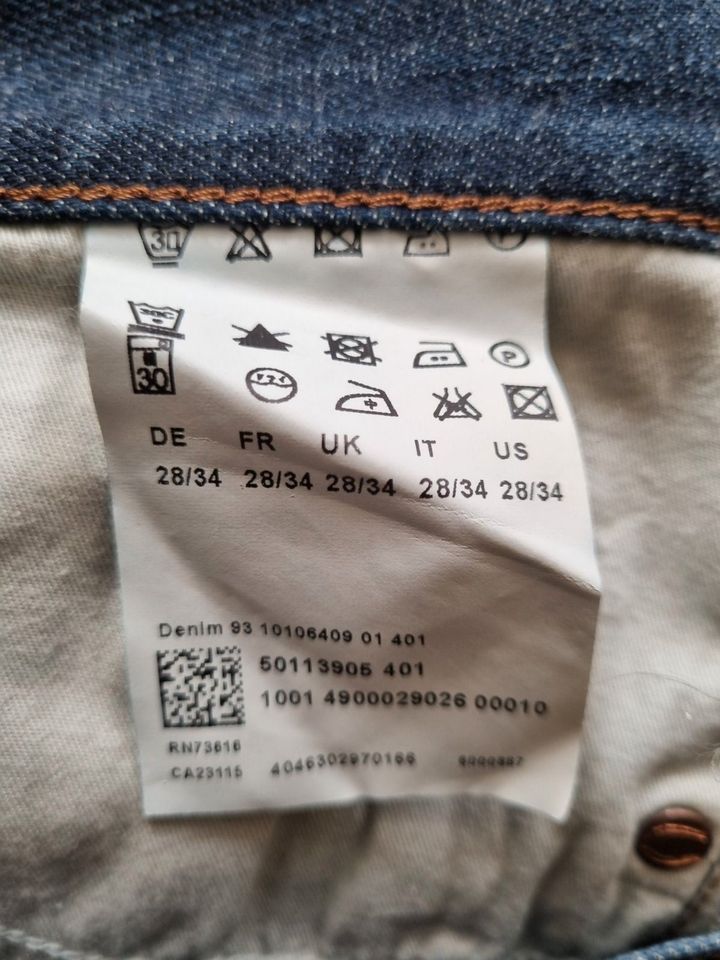 30
P
30C
P
30
DE FR UK IT US
28/34 28/34 28/34 28/34 28/34
Denim 93 10106409 01 401
50113905 401
1001 4900029026 00010
RN73616
CA23115 4046302970166